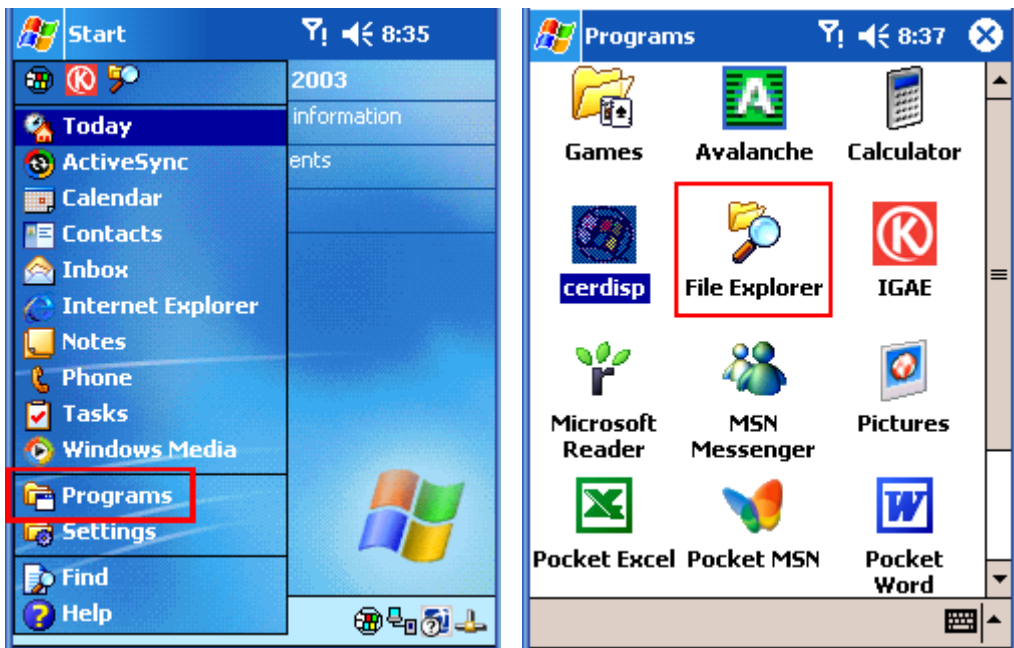 Start 8:35
2003
information
Today
ActiveSync
ents
Calendar
Contacts
Inbox
Internet Explorer
Notes
Phone
Tasks
Windows Media
Programs
Settings
Find
Help
Programs 8:37
Games Avalanche Calculator
cerdisp File Explorer IGAE
Microsoft Reader
MSN Messenger
Pictures
Pocket Excel Pocket MSN Pocket Word